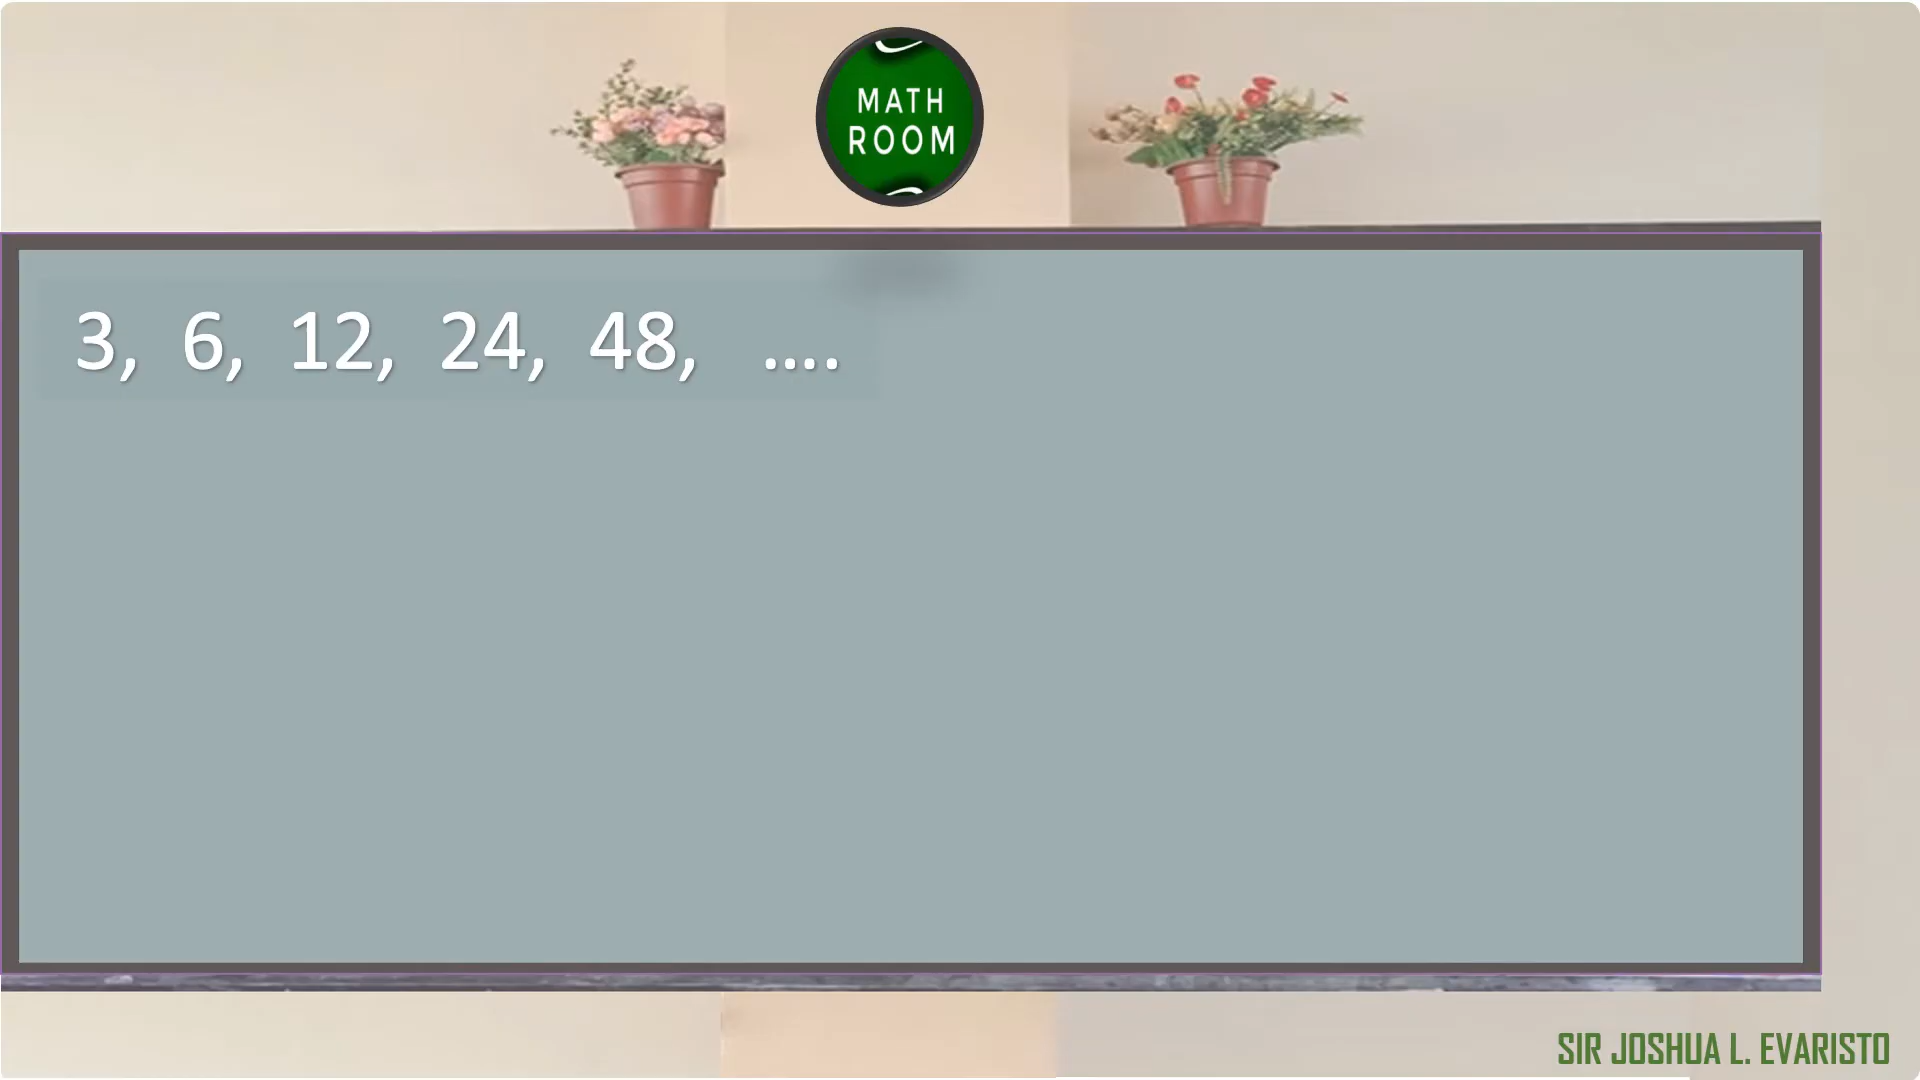 MATH
ROOM
3, 6, 12, 24, 48, ....
SIR JOSHUA L. EVARISTO